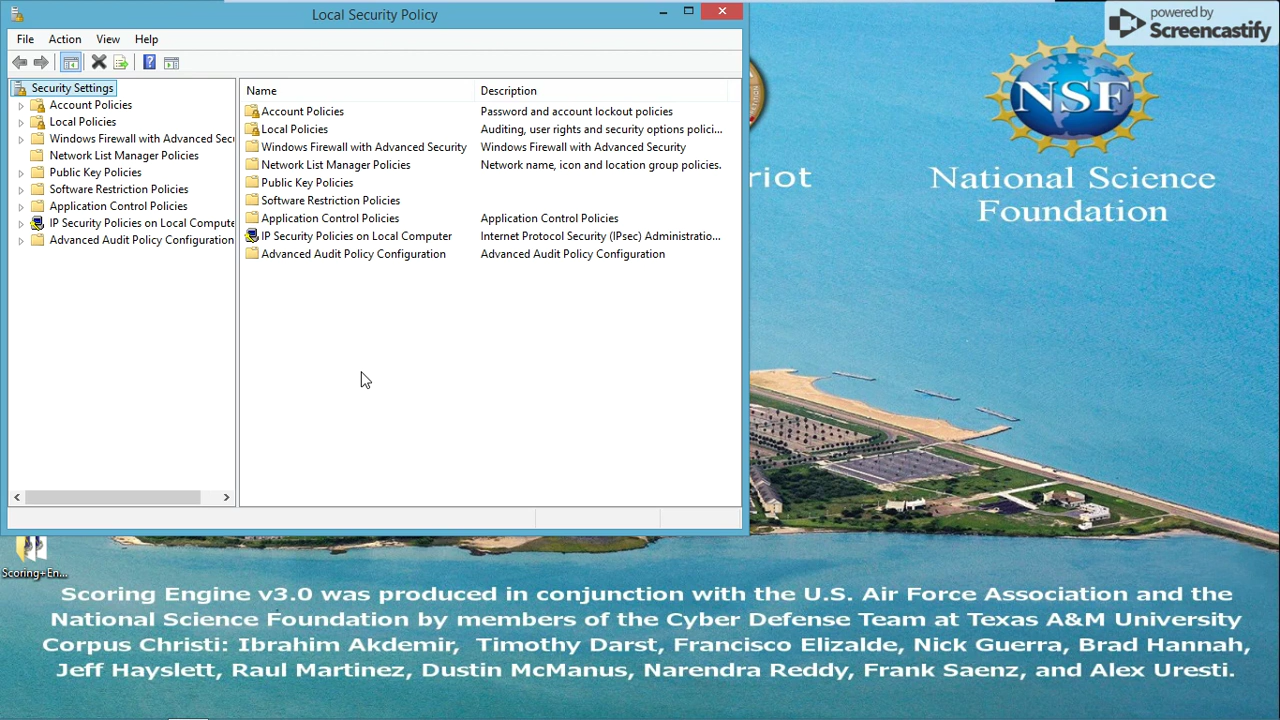 Local Security Policy
powered by
Screencastify
File Action View Help
Security Settings
Account Policies
Local Policies
Windows Firewall with Advanced Sec
Network List Manager Policies
Public Key Policies
Software Restriction Policies
Application Control Policies
IP Security Policies on Local Compute
Advanced Audit Policy Configuration
Name Description
Account Policies Password and account lockout policies
Local Policies Auditing, user rights and security options polici...
Windows Firewall with Advanced Security Windows Firewall with Advanced Security
Network List Manager Policies Network name, icon and location group policies.
Public Key Policies
Software Restriction Policies
Application Control Policies Application Control Policies
IP Security Policies on Local Computer Internet Protocol Security (IPsec) Administratio...
Advanced Audit Policy Configuration Advanced Audit Policy Configuration
NSF
riot
National Science
Foundation
Scoring+En...
Scoring Engine v3.0 was produced in conjunction with the U.S. Air Force Association and the
National Science Foundation by members of the Cyber Defense Team at Texas A&M University
Corpus Christi: Ibrahim Akdemir, Timothy Darst, Francisco Elizalde, Nick Guerra, Brad Hannah,
Jeff Hayslett, Raul Martinez, Dustin McManus, Narendra Reddy, Frank Saenz, and Alex Uresti.